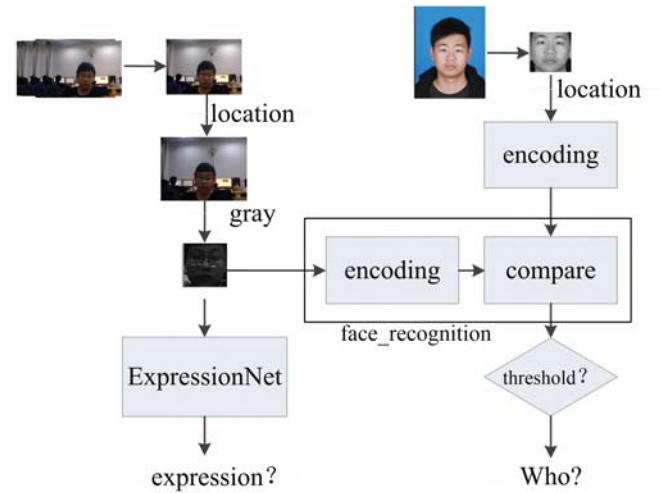 location
location
encoding
gray
encoding
compare
face_recognition
ExpressionNet
threshold？
expression？
Who?